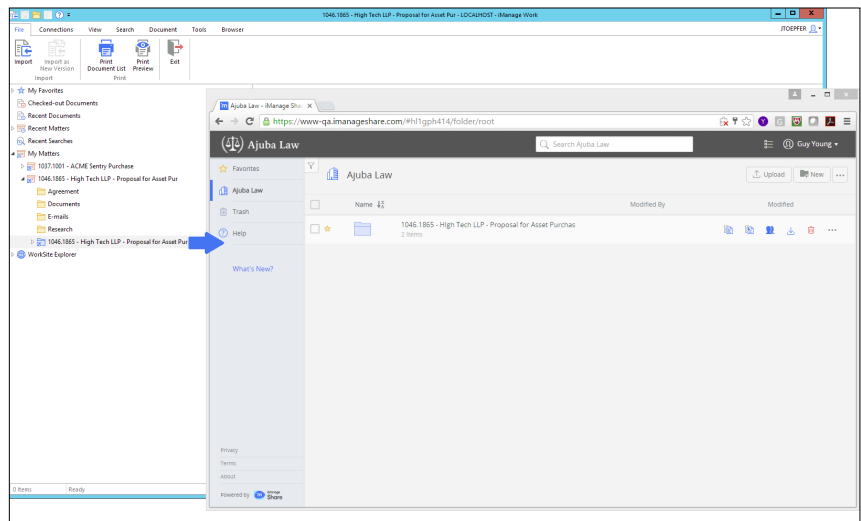 1046.1865 - High Tech LLP - Proposal for Asset Pur - LOCALHOST - iManage Work
File Connections View Search Document Tools Browser JTOEPFER
Import Import as New Version Print Document List Print Preview Exit
Import Print
My Favorites
Checked-out Documents
Recent Documents
Recent Matters
Recent Searches
My Matters
1037.1001 - ACME Sentry Purchase
1046.1865 - High Tech LLP - Proposal for Asset Pur
Agreement
Documents
E-mails
Research
1046.1865 - High Tech LLP - Proposal for Asset Pur
WorkSite Explorer
0 Items Ready
Ajuba Law - iManage Sha
https://www-qa.imanageshare.com/#hl1gph414/folder/root
Ajuba Law Search Ajuba Law Guy Young
Favorites
Ajuba Law
Trash
Help
What's New?
Ajuba Law Upload New
Name Modified By Modified
1046.1865 - High Tech LLP - Proposal for Asset Purchas
2 Items
Privacy
Terms
About
Powered by iManage Share